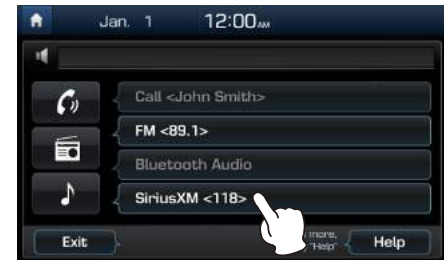 Jan. 1 12:00AM
Call <John Smith>
FM <89.1>
Bluetooth Audio
SiriusXM <118>
more,
"Help"
Exit Help